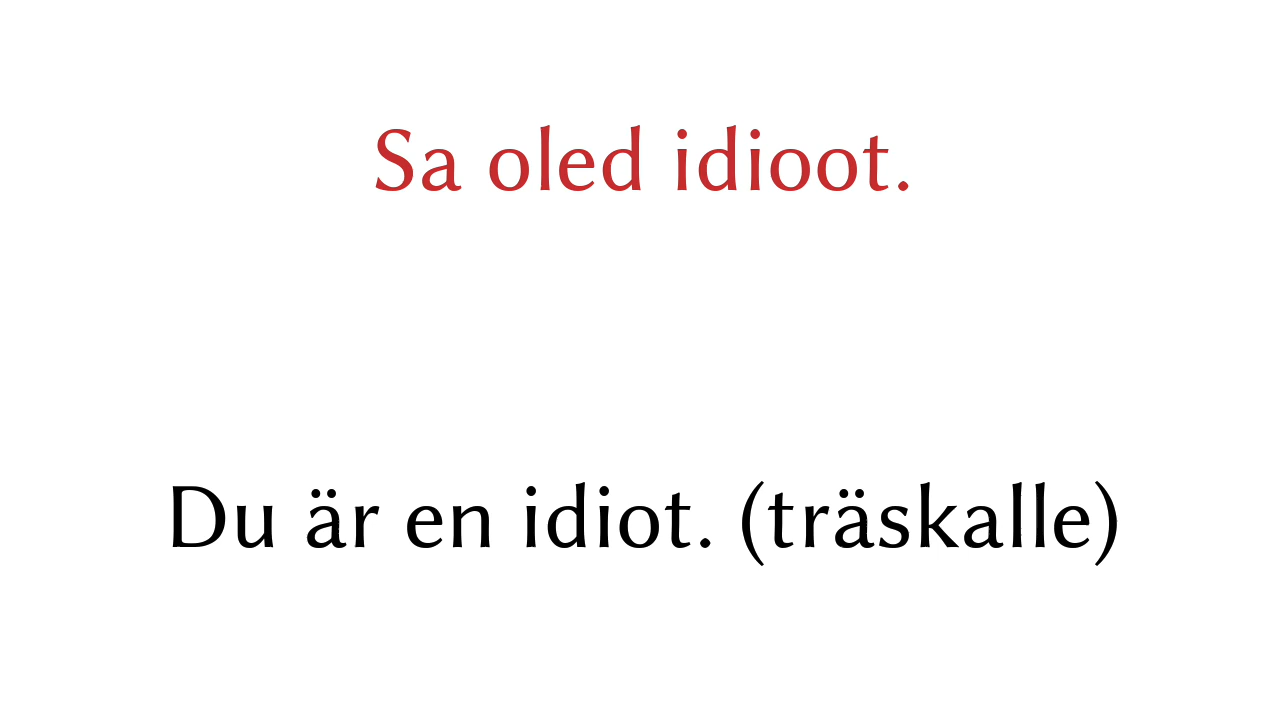 Sa oled idioot.
Du är en idiot. (träskalle)